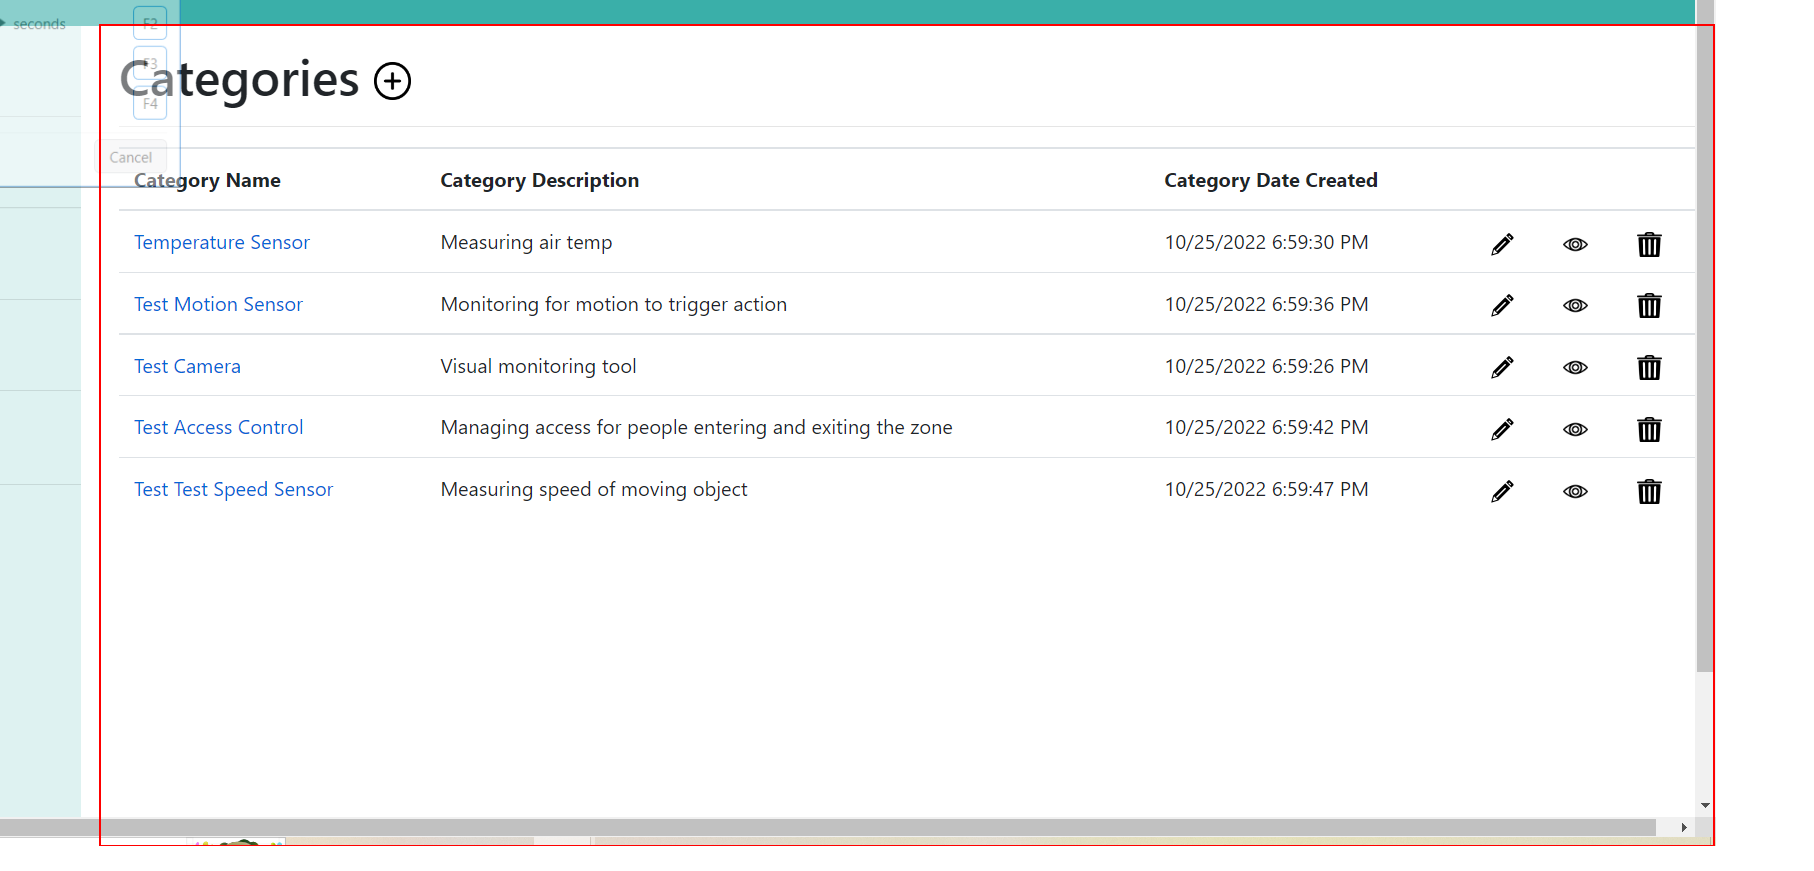 seconds
F2
F3
F4
Cancel
Categories
Category Name Category Description Category Date Created
Temperature Sensor Measuring air temp 10/25/2022 6:59:30 PM
Test Motion Sensor Monitoring for motion to trigger action 10/25/2022 6:59:36 PM
Test Camera Visual monitoring tool 10/25/2022 6:59:26 PM
Test Access Control Managing access for people entering and exiting the zone 10/25/2022 6:59:42 PM
Test Test Speed Sensor Measuring speed of moving object 10/25/2022 6:59:47 PM